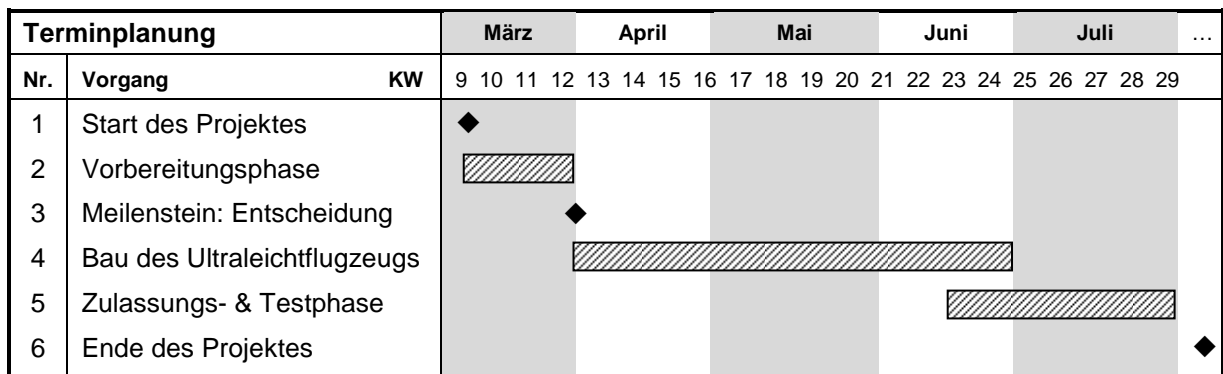 Terminplanung März April Mai Juni Juli …
Nr. Vorgang KW 9 10 11 12 13 14 15 16 17 18 19 20 21 22 23 24 25 26 27 28 29
1 Start des Projektes
2 Vorbereitungsphase
3 Meilenstein: Entscheidung
4 Bau des Ultraleichtflugzeugs
5 Zulassungs- & Testphase
6 Ende des Projektes